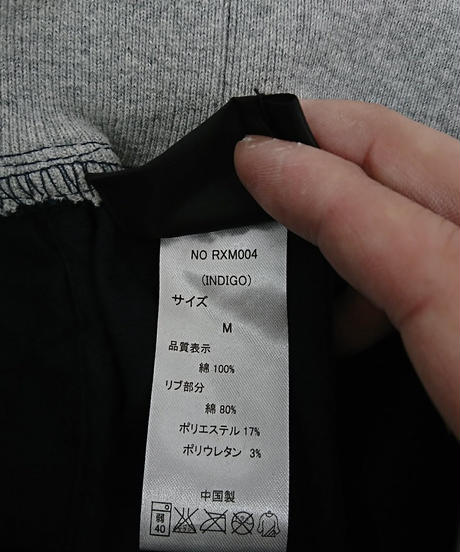 NO RXM004
(INDIGO)
サイズ
M
品質表示
綿 100%
リブ部分
綿 80%
ポリエステル 17%
ポリウレタン 3%
中国製
弱
40